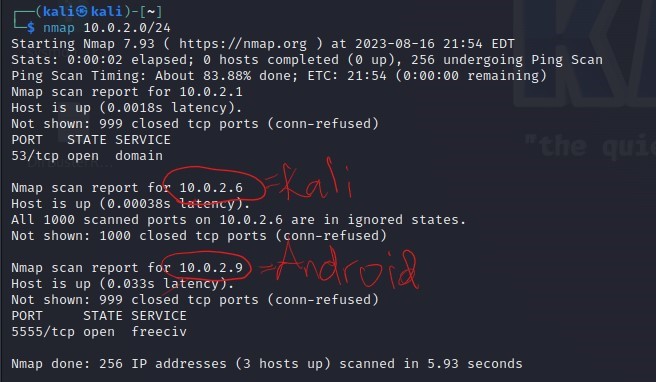 ┌──(kali㉿kali)-[~]
└─$ nmap 10.0.2.0/24
Starting Nmap 7.93 ( https://nmap.org ) at 2023-08-16 21:54 EDT
Stats: 0:00:02 elapsed; 0 hosts completed (0 up), 256 undergoing Ping Scan
Ping Scan Timing: About 83.88% done; ETC: 21:54 (0:00:00 remaining)
Nmap scan report for 10.0.2.1
Host is up (0.0018s latency).
Not shown: 999 closed tcp ports (conn-refused)
PORT   STATE SERVICE
53/tcp open  domain
"the qui
Nmap scan report for 10.0.2.6 =Kali
Host is up (0.00038s latency).
All 1000 scanned ports on 10.0.2.6 are in ignored states.
Not shown: 1000 closed tcp ports (conn-refused)
Nmap scan report for 10.0.2.9 =Android
Host is up (0.033s latency).
Not shown: 999 closed tcp ports (conn-refused)
PORT     STATE SERVICE
5555/tcp open  freeciv
Nmap done: 256 IP addresses (3 hosts up) scanned in 5.93 seconds